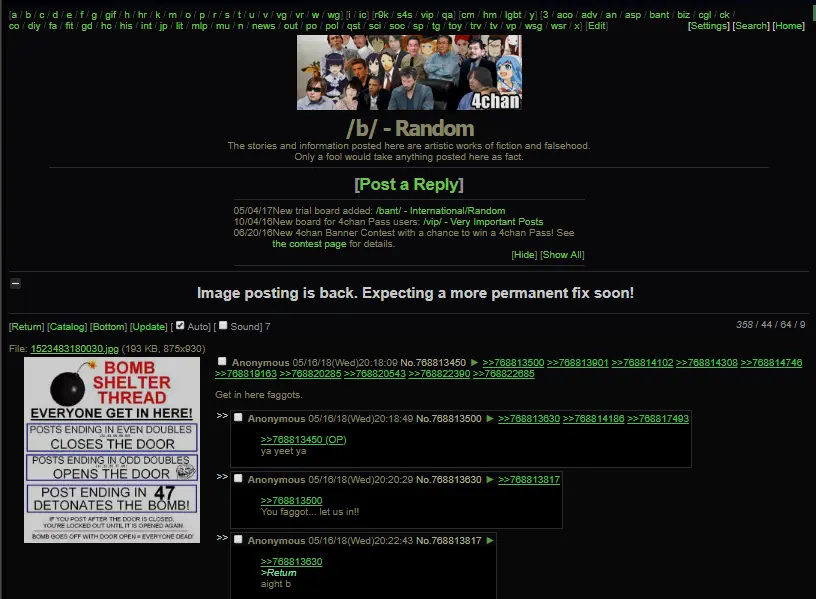 [a / b / c / d / e / f / g / gif / h / hr / k / m / o / p / r / s / t / u / v / vg / vr / w / wg] [i / ic] [r9k / s4s / vip / qa] [cm / hm / lgbt / y] [3 / aco / adv / an / asp / bant / biz / cgl / ck /
co / diy / fa / fit / gd / hc / his / int / jp / lit / mlp / mu / n / news / out / po / pol / qst / sci / soc / sp / tg / toy / trv / tv / vp / wsg / wsr / x] [Edit] [Settings] [Search] [Home]
4chan
/b/ - Random
The stories and information posted here are artistic works of fiction and falsehood.
Only a fool would take anything posted here as fact.
[Post a Reply]
05/04/17New trial board added: /bant/ - International/Random
10/04/16New board for 4chan Pass users: /vip/ - Very Important Posts
06/20/16New 4chan Banner Contest with a chance to win a 4chan Pass! See
the contest page for details.
[Hide] [Show All]
Image posting is back. Expecting a more permanent fix soon!
[Return] [Catalog] [Bottom] [Update] [ Auto] [ Sound] 7
358 / 44 / 64 / 9
File: 1523483180030.jpg (193 KB, 875x930)
BOMB
SHELTER
THREAD
EVERYONE GET IN HERE!
POSTS ENDING IN EVEN DOUBLES
CLOSES THE DOOR
POSTS ENDING IN ODD DOUBLES
OPENS THE DOOR
POST ENDING IN 47
DETONATES THE BOMB!
IF YOU POST AFTER THE DOOR IS CLOSED,
YOU'RE LOCKED OUT UNTIL IT IS OPENED AGAIN.
BOMB GOES OFF WITH DOOR OPEN = EVERYONE DEAD!
Anonymous 05/16/18(Wed)20:18:09 No.768813450 ► >>768813500 >>768813901 >>768814102 >>768814308 >>768814746
>>768819163 >>768820285 >>768820543 >>768822390 >>768822685
Get in here faggots.
>> Anonymous 05/16/18(Wed)20:18:49 No.768813500 ► >>768813630 >>768814186 >>768817493
>>768813450 (OP)
ya yeet ya
>> Anonymous 05/16/18(Wed)20:20:29 No.768813630 ► >>768813817
>>768813500
You faggot... let us in!!
>> Anonymous 05/16/18(Wed)20:22:43 No.768813817 ►
>>768813630
>Return
aight b